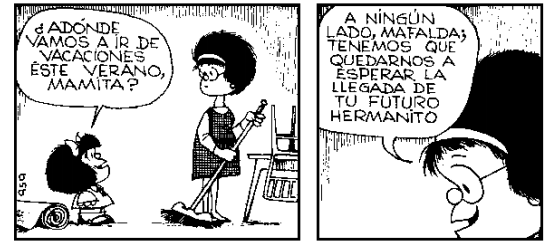 ¿ADÓNDE
VAMOS A IR DE
VACACIONES
ÉSTE VERANO,
MAMITA?
A NINGÚN
LADO, MAFALDA;
TENEMOS QUE
QUEDARNOS A
ESPERAR LA
LLEGADA DE
TU FUTURO
HERMANITO